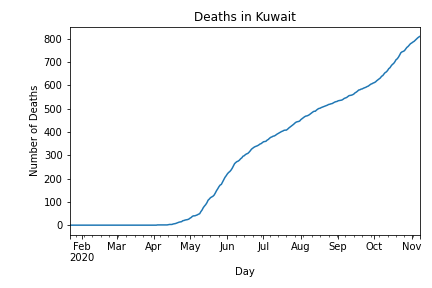 Deaths in Kuwait
Number of Deaths
800
700
600
500
400
300
200
100
0
Feb Mar Apr May Jun Jul Aug Sep Oct Nov
2020
Day